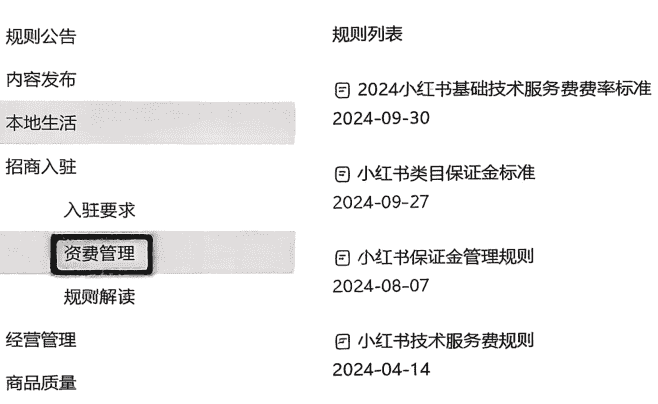 规则公告
内容发布
本地生活
招商入驻
入驻要求
资费管理
规则解读
经营管理
商品质量
规则列表
2024小红书基础技术服务费费率标准
2024-09-30
小红书类目保证金标准
2024-09-27
小红书保证金管理规则
2024-08-07
小红书技术服务费规则
2024-04-14